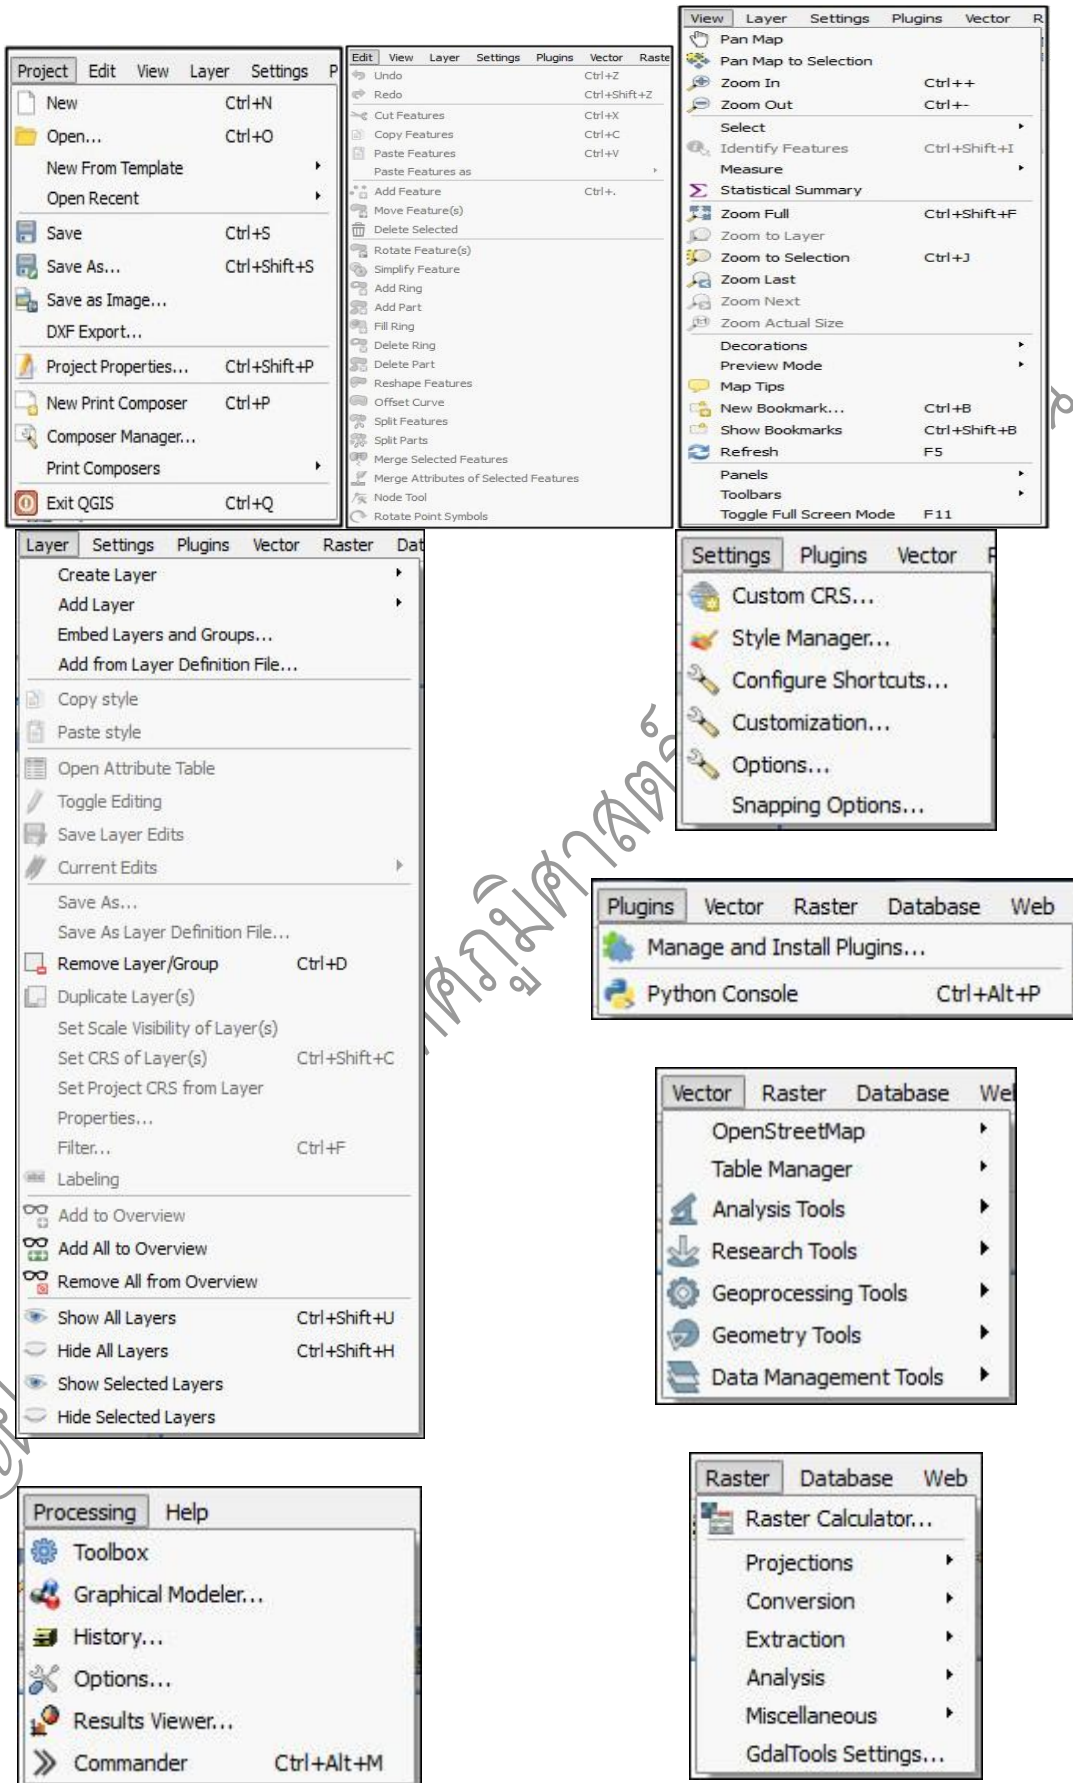 Project Edit View Layer Settings P
New Ctrl+N
Open... Ctrl+O
New From Template
Open Recent
Save Ctrl+S
Save As... Ctrl+Shift+S
Save as Image...
DXF Export...
Project Properties... Ctrl+Shift+P
New Print Composer Ctrl+P
Composer Manager...
Print Composers
Exit QGIS Ctrl+Q
Edit View Layer Settings Plugins Vector Raste
Undo Ctrl+Z
Redo Ctrl+Shift+Z
Cut Features Ctrl+X
Copy Features Ctrl+C
Paste Features Ctrl+V
Paste Features as
Add Feature Ctrl+.
Move Feature(s)
Delete Selected
Rotate Feature(s)
Simplify Feature
Add Ring
Add Part
Fill Ring
Delete Ring
Delete Part
Reshape Features
Offset Curve
Split Features
Split Parts
Merge Selected Features
Merge Attributes of Selected Features
Node Tool
Rotate Point Symbols
View Layer Settings Plugins Vector R
Pan Map
Pan Map to Selection
Zoom In Ctrl++
Zoom Out Ctrl+-
Select
Identify Features Ctrl+Shift+I
Measure
Statistical Summary
Zoom Full Ctrl+Shift+F
Zoom to Layer
Zoom to Selection Ctrl+J
Zoom Last
Zoom Next
Zoom Actual Size
Decorations
Preview Mode
Map Tips
New Bookmark... Ctrl+B
Show Bookmarks Ctrl+Shift+B
Refresh F5
Panels
Toolbars
Toggle Full Screen Mode F11
Layer Settings Plugins Vector Raster Dat
Create Layer
Add Layer
Embed Layers and Groups...
Add from Layer Definition File...
Copy style
Paste style
Open Attribute Table
Toggle Editing
Save Layer Edits
Current Edits
Save As...
Save As Layer Definition File...
Remove Layer/Group Ctrl+D
Duplicate Layer(s)
Set Scale Visibility of Layer(s)
Set CRS of Layer(s) Ctrl+Shift+C
Set Project CRS from Layer
Properties...
Filter... Ctrl+F
Labeling
Add to Overview
Add All to Overview
Remove All from Overview
Show All Layers Ctrl+Shift+U
Hide All Layers Ctrl+Shift+H
Show Selected Layers
Hide Selected Layers
Settings Plugins Vector
Custom CRS...
Style Manager...
Configure Shortcuts...
Customization...
Options...
Snapping Options...
Plugins Vector Raster Database Web
Manage and Install Plugins...
Python Console Ctrl+Alt+P
Vector Raster Database Wel
OpenStreetMap
Table Manager
Analysis Tools
Research Tools
Geoprocessing Tools
Geometry Tools
Data Management Tools
Processing Help
Toolbox
Graphical Modeler...
History...
Options...
Results Viewer...
Commander Ctrl+Alt+M
Raster Database Web
Raster Calculator...
Projections
Conversion
Extraction
Analysis
Miscellaneous
GdalTools Settings...